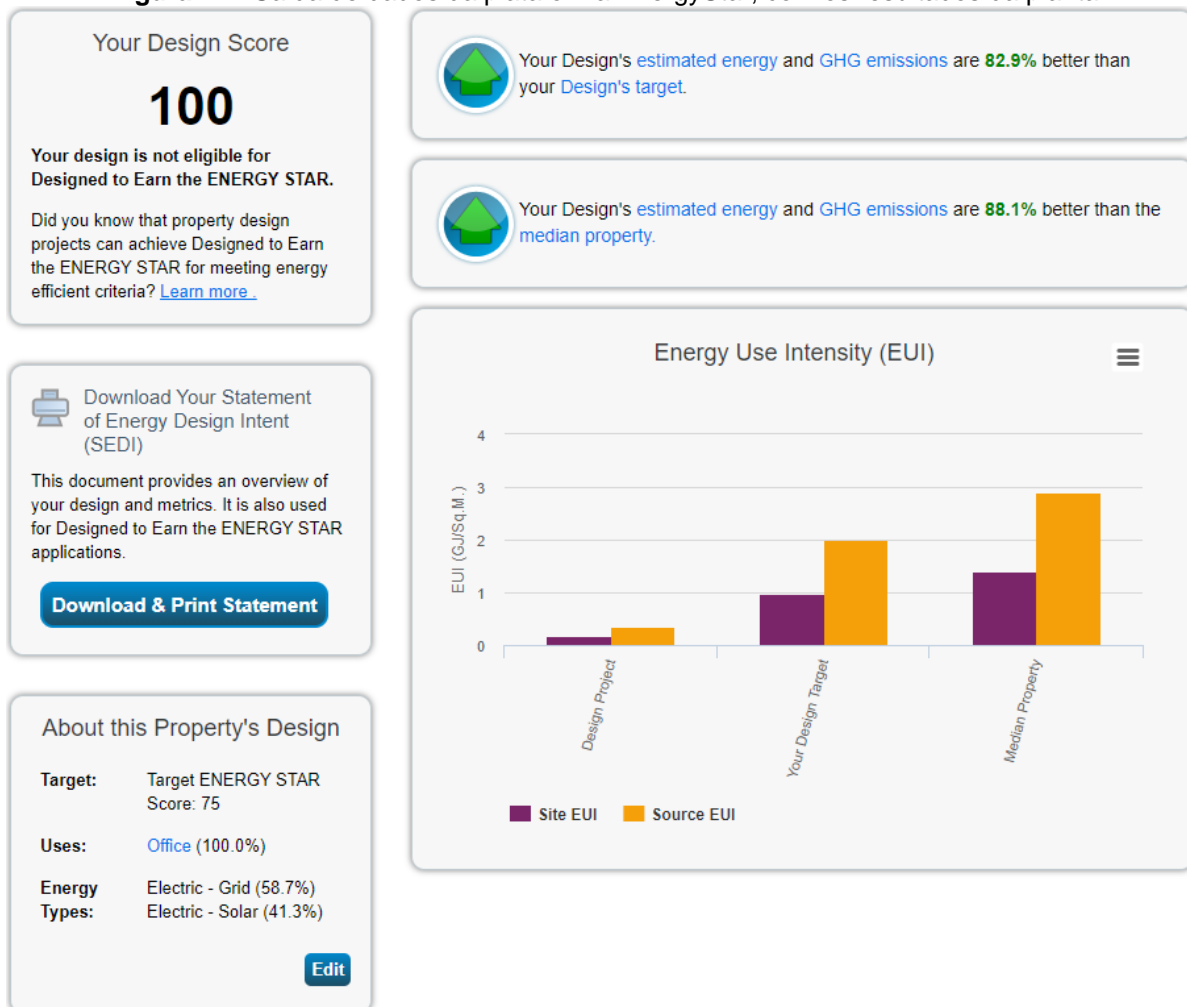 Your Design Score
100
Your design is not eligible for
Designed to Earn the ENERGY STAR.
Did you know that property design
projects can achieve Designed to Earn
the ENERGY STAR for meeting energy
efficient criteria? Learn more .
Download Your Statement
of Energy Design Intent
(SEDI)
This document provides an overview of
your design and metrics. It is also used
for Designed to Earn the ENERGY STAR
applications.
Download & Print Statement
About this Property's Design
Target: Target ENERGY STAR
Score: 75
Uses: Office (100.0%)
Energy Electric - Grid (58.7%)
Types: Electric - Solar (41.3%)
Edit
Your Design's estimated energy and GHG emissions are 82.9% better than
your Design's target.
Your Design's estimated energy and GHG emissions are 88.1% better than the
median property.
Energy Use Intensity (EUI)
EUI (GJ/Sq.M.)
4
3
2
1
0
Design Project
Your Design Target
Median Property
Site EUI
Source EUI